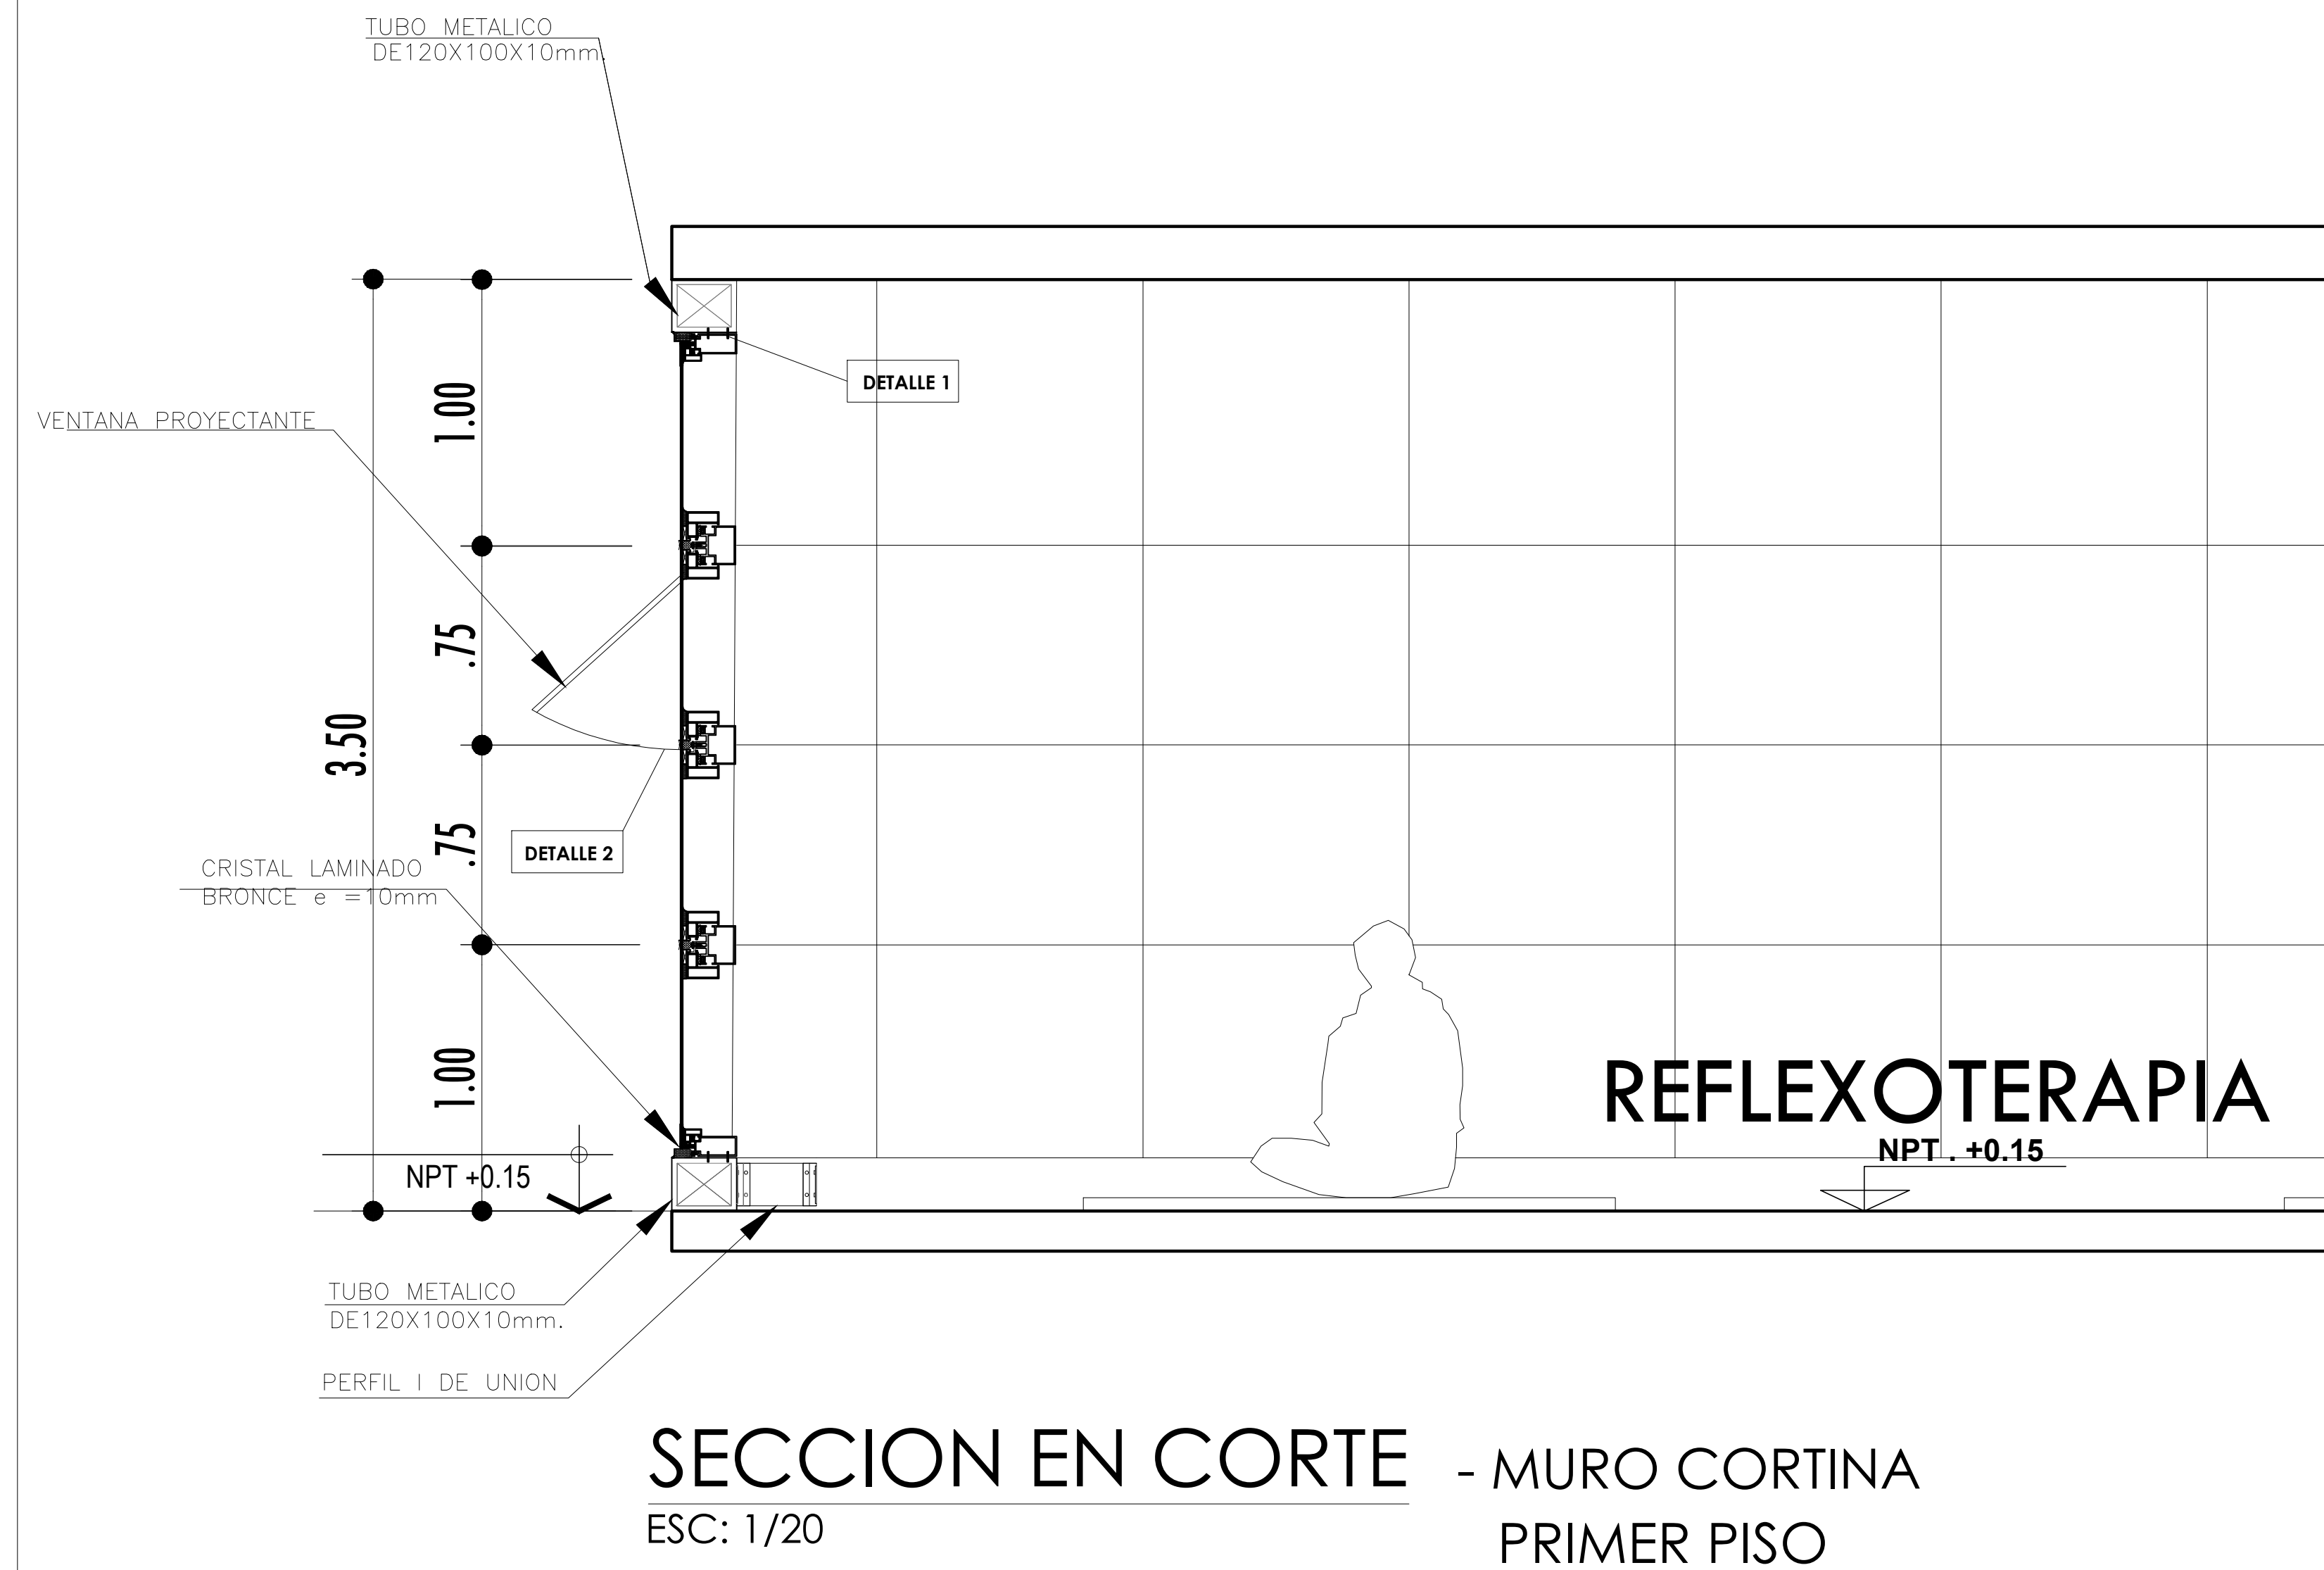 TUBO METALICO
DE120X100X10mm.
DETALLE 1
VENTANA PROYECTANTE
1.00
.75
3.50
.75
DETALLE 2
CRISTAL LAMINADO
BRONCE e =10mm
1.00
REFLEXOTERAPIA
NPT . +0.15
NPT +0.15
TUBO METALICO
DE120X100X10mm.
PERFIL I DE UNION
SECCION EN CORTE - MURO CORTINA
ESC: 1/20
PRIMER PISO